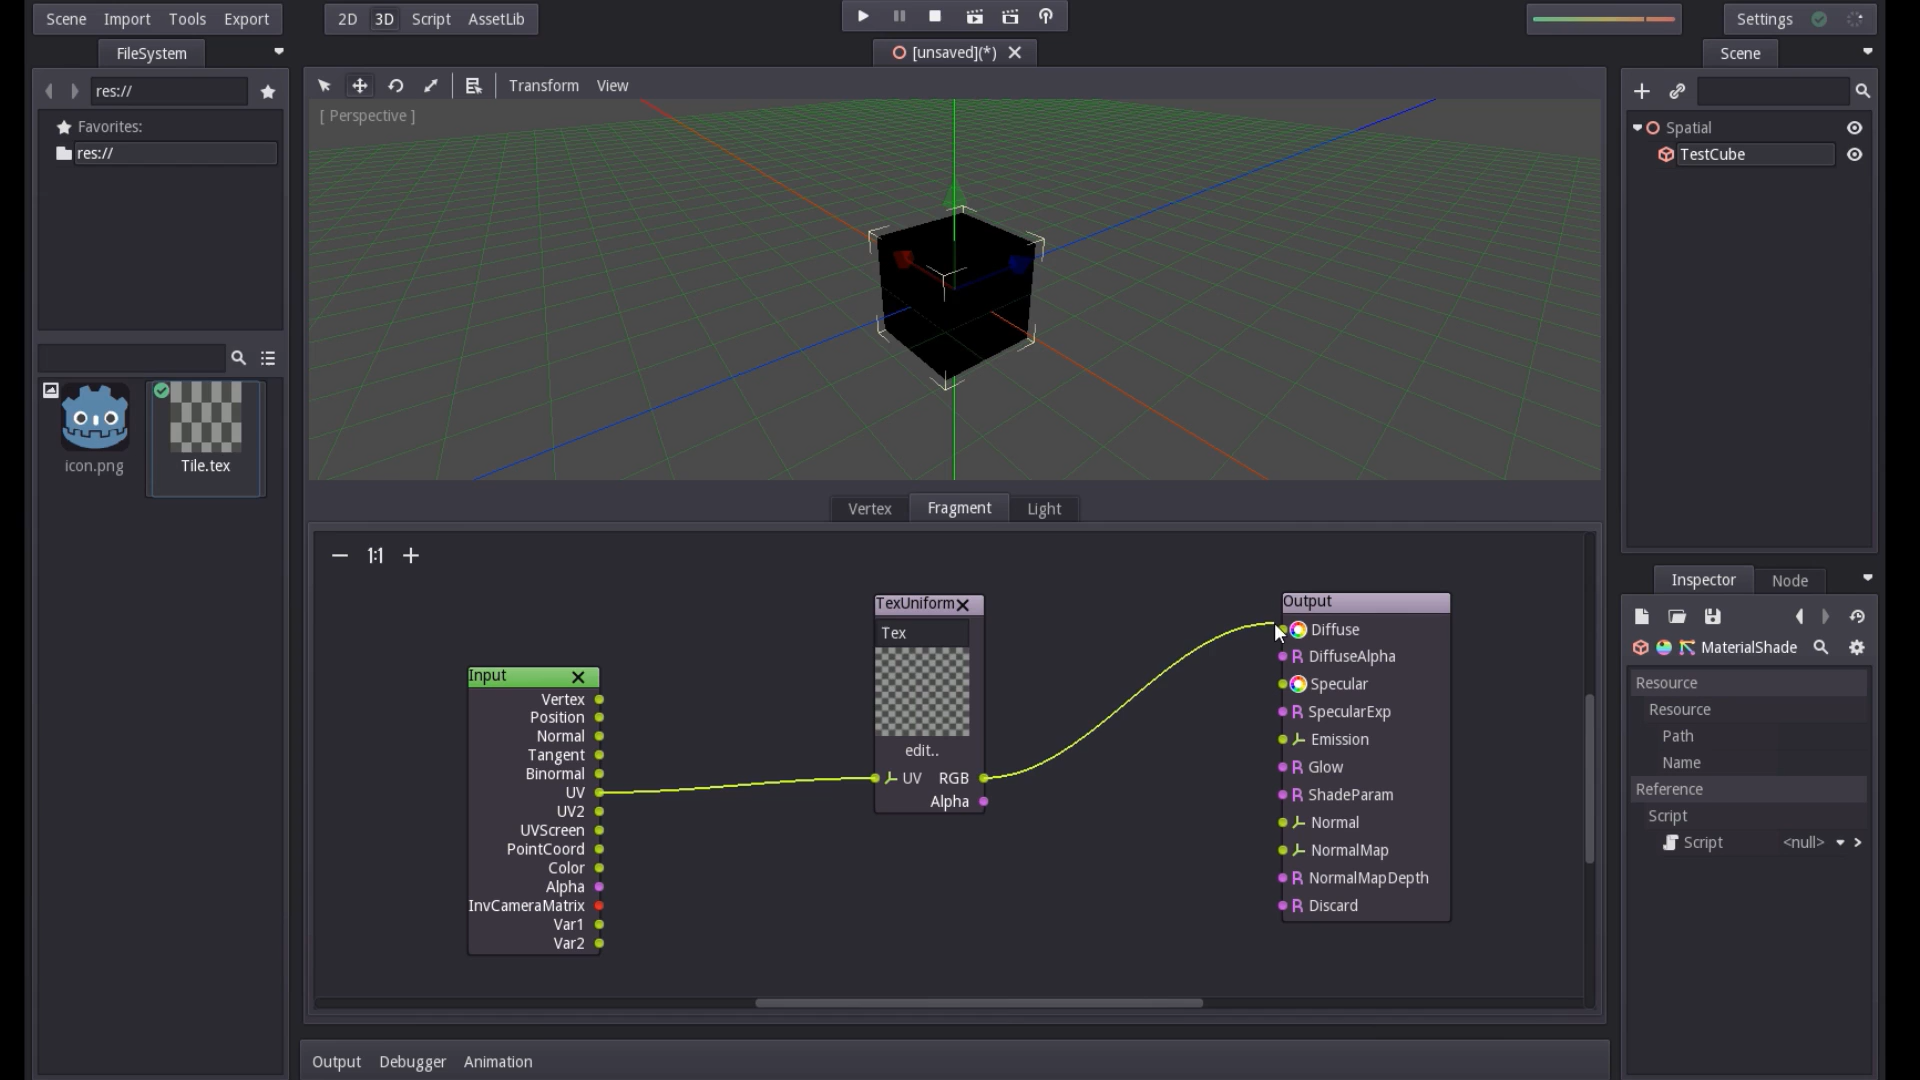 Scene Import Tools Export
2D 3D Script AssetLib
Settings
FileSystem
[unsaved](*)
Scene
res://
Transform View
Favorites:
res://
[ Perspective ]
Spatial
TestCube
icon.png
Tile.tex
Vertex Fragment Light
1:1
Input
Vertex
Position
Normal
Tangent
Binormal
UV
UV2
UVScreen
PointCoord
Color
Alpha
InvCameraMatrix
Var1
Var2
TexUniform
Tex
edit..
UV RGB
Alpha
Output
Diffuse
DiffuseAlpha
Specular
SpecularExp
Emission
Glow
ShadeParam
Normal
NormalMap
NormalMapDepth
Discard
Inspector Node
MaterialShade
Resource
Resource
Path
Name
Reference
Script
Script <null>
Output Debugger Animation